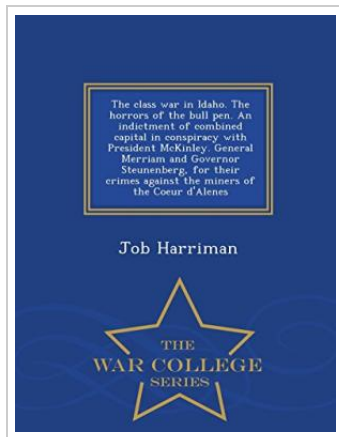 The class war in Idaho. The
horrors of the bull pen. An
indictment of combined
capital in conspiracy with
President McKinley. General
Merriam and Governor
Steunenberg, for their
crimes against the miners of
the Coeur d'Alenes
Job Harriman
THE
WAR COLLEGE
SERIES